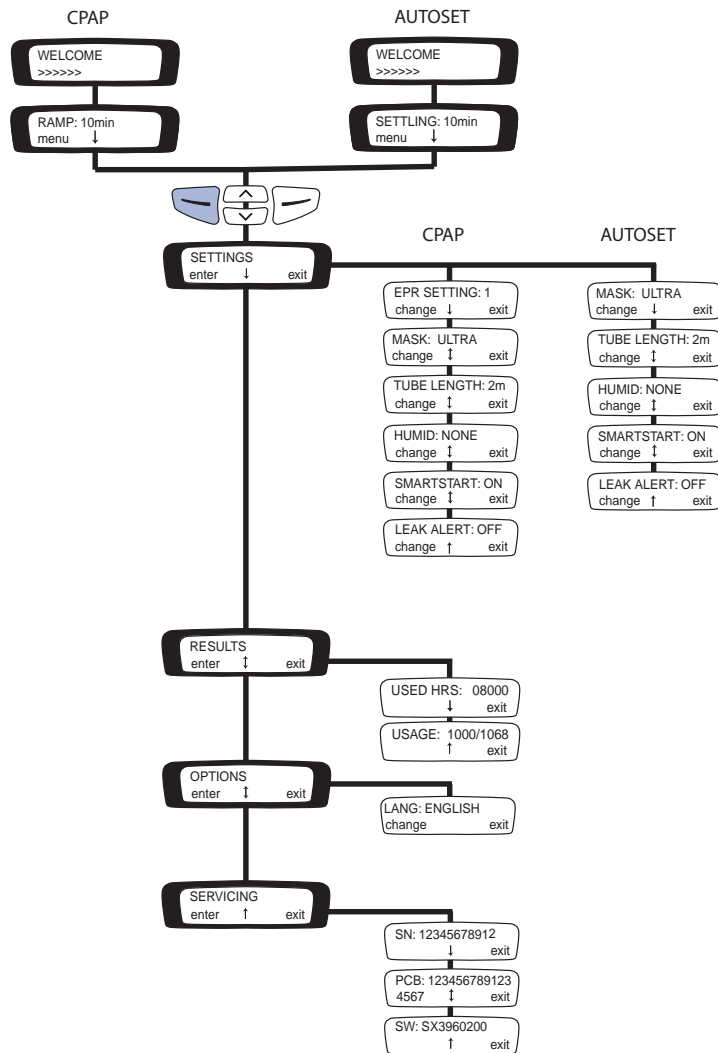 CPAP
AUTOSET
WELCOME
>>>>>>
WELCOME
>>>>>>
RAMP: 10min
menu ↓
SETTLING: 10min
menu ↓
SETTINGS
enter ↓ exit
CPAP
EPR SETTING: 1
change ↓ exit
MASK: ULTRA
change ↕ exit
TUBE LENGTH: 2m
change ↕ exit
HUMID: NONE
change ↕ exit
SMARTSTART: ON
change ↕ exit
LEAK ALERT: OFF
change ↑ exit
AUTOSET
MASK: ULTRA
change ↓ exit
TUBE LENGTH: 2m
change ↕ exit
HUMID: NONE
change ↕ exit
SMARTSTART: ON
change ↕ exit
LEAK ALERT: OFF
change ↑ exit
RESULTS
enter ↕ exit
USED HRS: 08000
↓ exit
USAGE: 1000/1068
↑ exit
OPTIONS
enter ↕ exit
LANG: ENGLISH
change exit
SERVICING
enter ↑ exit
SN: 12345678912
↓ exit
PCB: 123456789123
4567 ↕ exit
SW: SX3960200
↑ exit